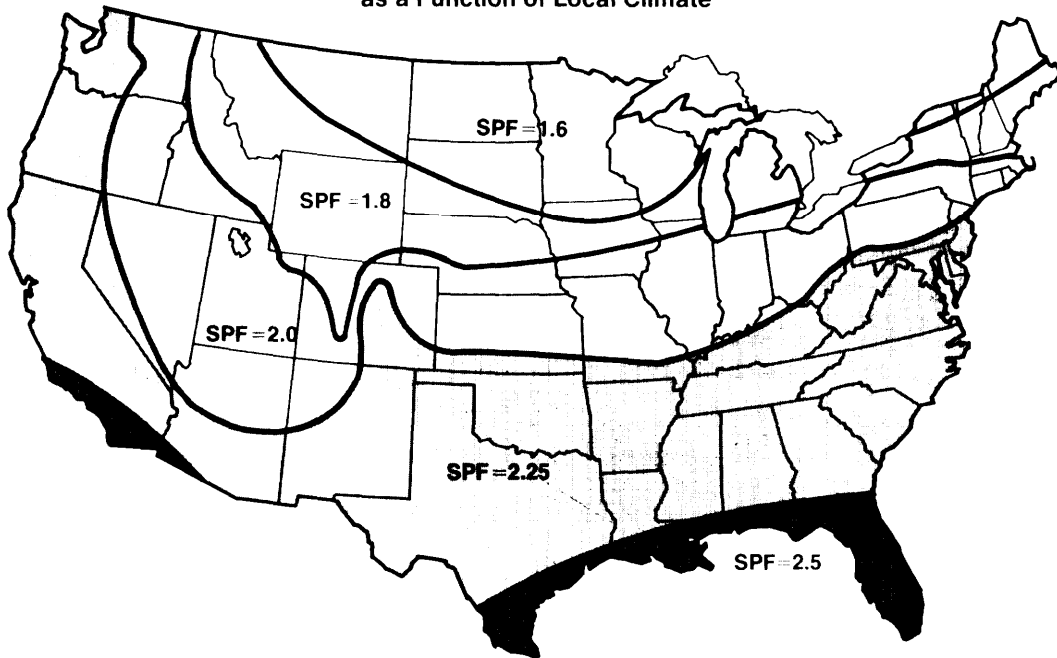 as a Function of Local Climate
SPF=1.6
SPF=1.8
SPF=2.0
SPF=2.25
SPF=2.5